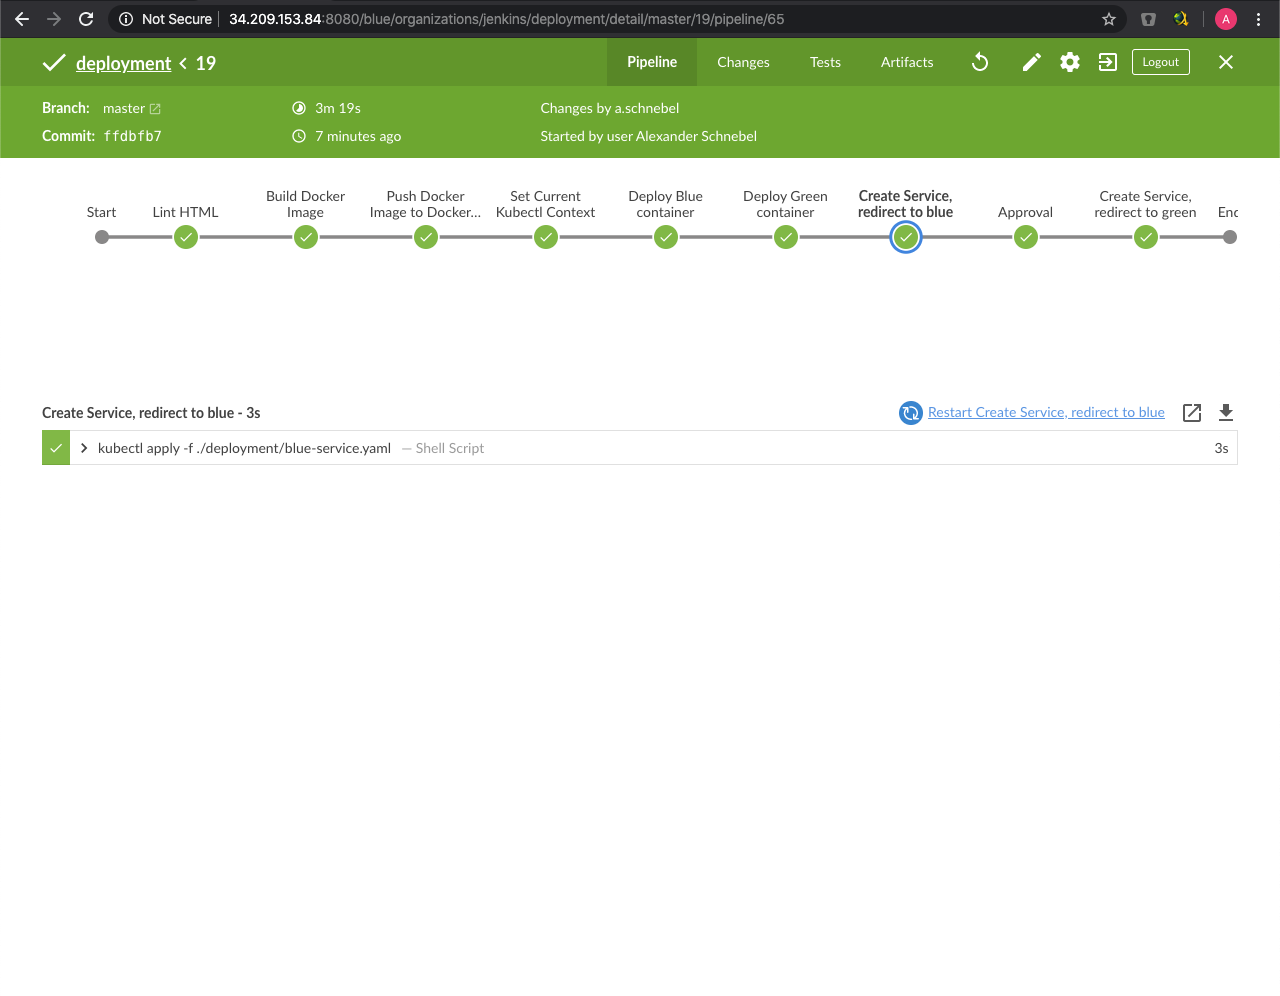 Not Secure 34.209.153.84:8080/blue/organizations/jenkins/deployment/detail/master/19/pipeline/65 A
deployment < 19 Pipeline Changes Tests Artifacts Logout
Branch: master 3m 19s Changes by a.schnebel
Commit: ffdbfb7 7 minutes ago Started by user Alexander Schnebel
Start
Lint HTML
Build Docker
Image
Push Docker
Image to Docker...
Set Current
Kubectl Context
Deploy Blue
container
Deploy Green
container
Create Service,
redirect to blue
Approval
Create Service,
redirect to green
Create Service, redirect to blue - 3s Restart Create Service, redirect to blue
kubectl apply -f ./deployment/blue-service.yaml — Shell Script 3s